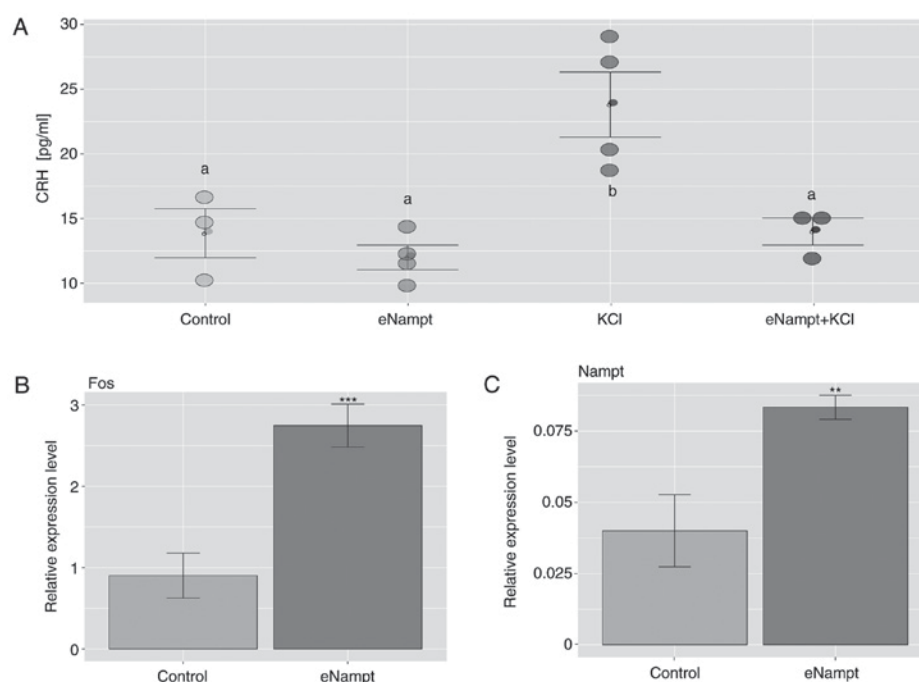 A
CRH [pg/ml]
30
25
20
15
10
a
a
b
a
Control
eNampt
KCl
eNampt+KCl
B
Fos
Relative expression level
3
2
1
0
***
Control
eNampt
C
Nampt
Relative expression level
0.075
0.05
0.025
0
**
Control
eNampt